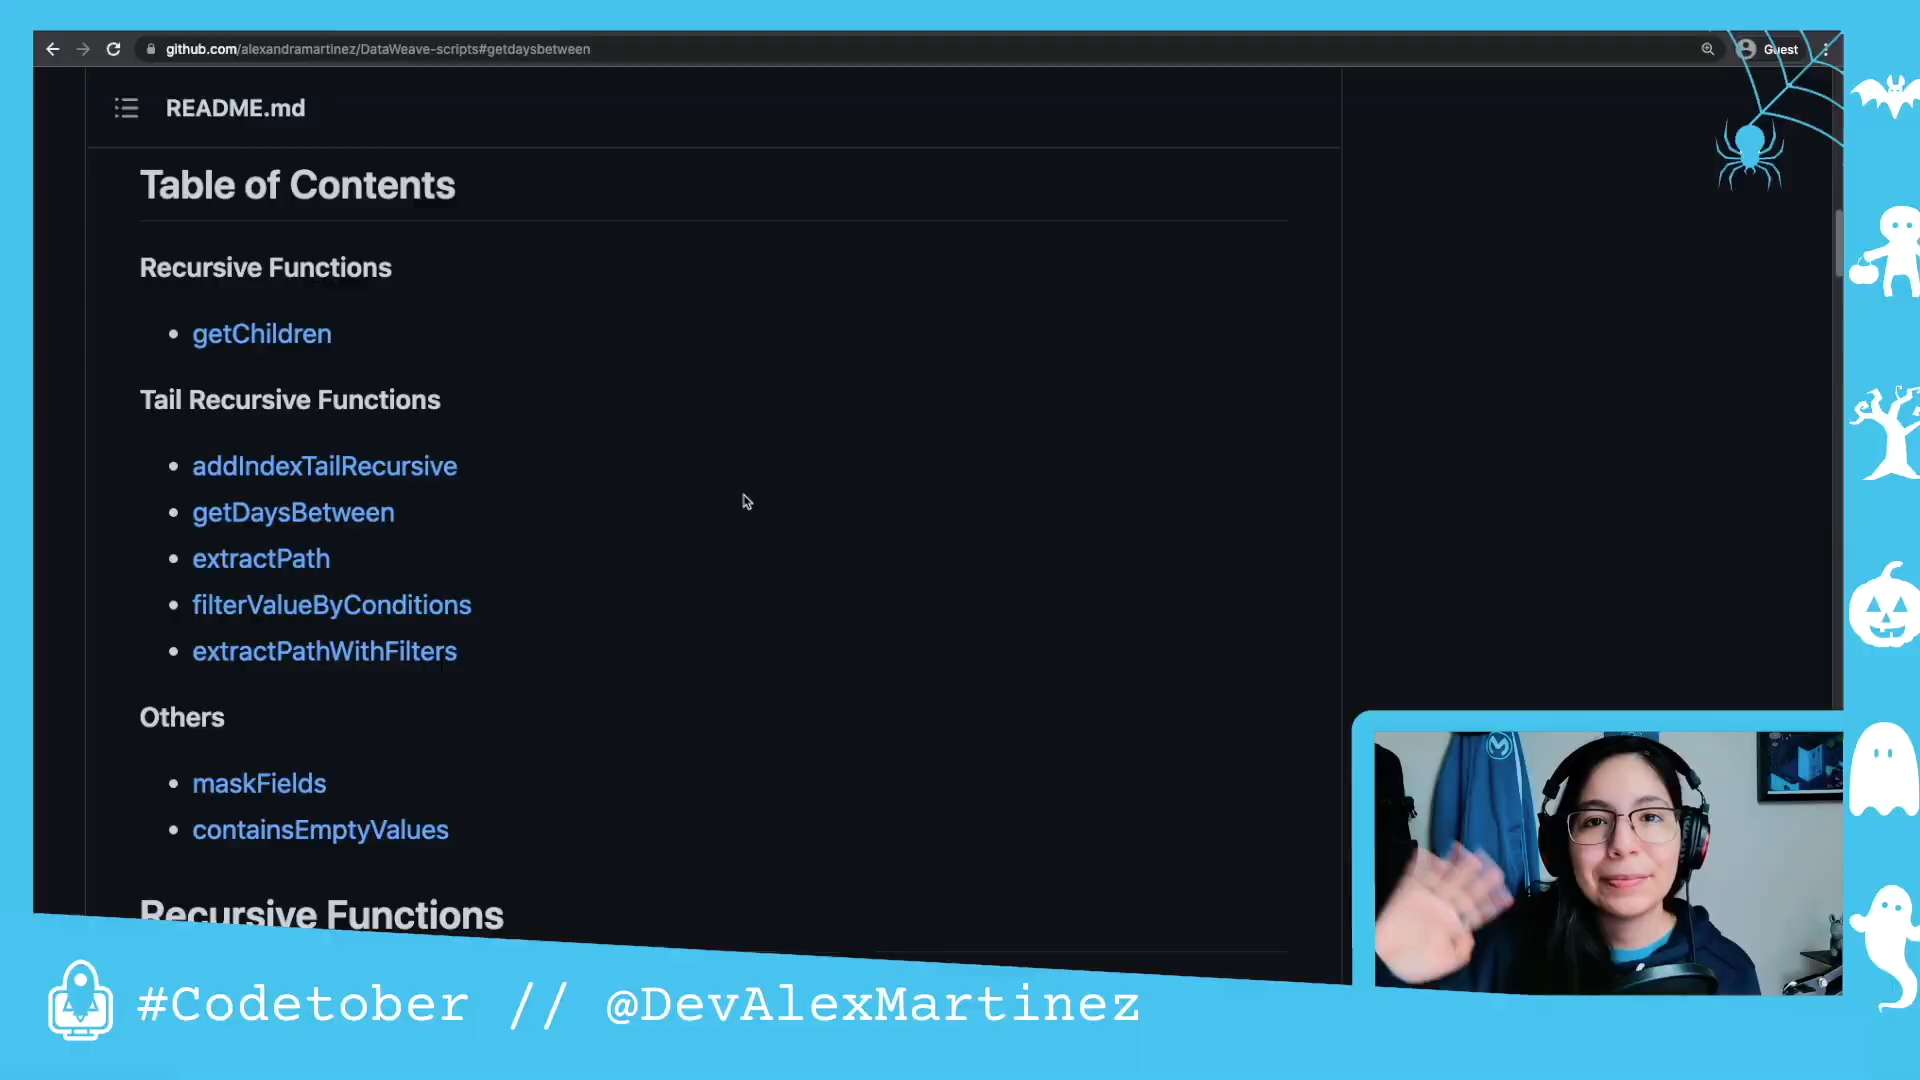 github.com/alexandramartinez/DataWeave-scripts#getdaysbetween
Guest
README.md
Table of Contents
Recursive Functions
getChildren
Tail Recursive Functions
addIndexTailRecursive
getDaysBetween
extractPath
filterValueByConditions
extractPathWithFilters
Others
maskFields
containsEmptyValues
Recursive Functions
#Codetober // @DevAlexMartinez